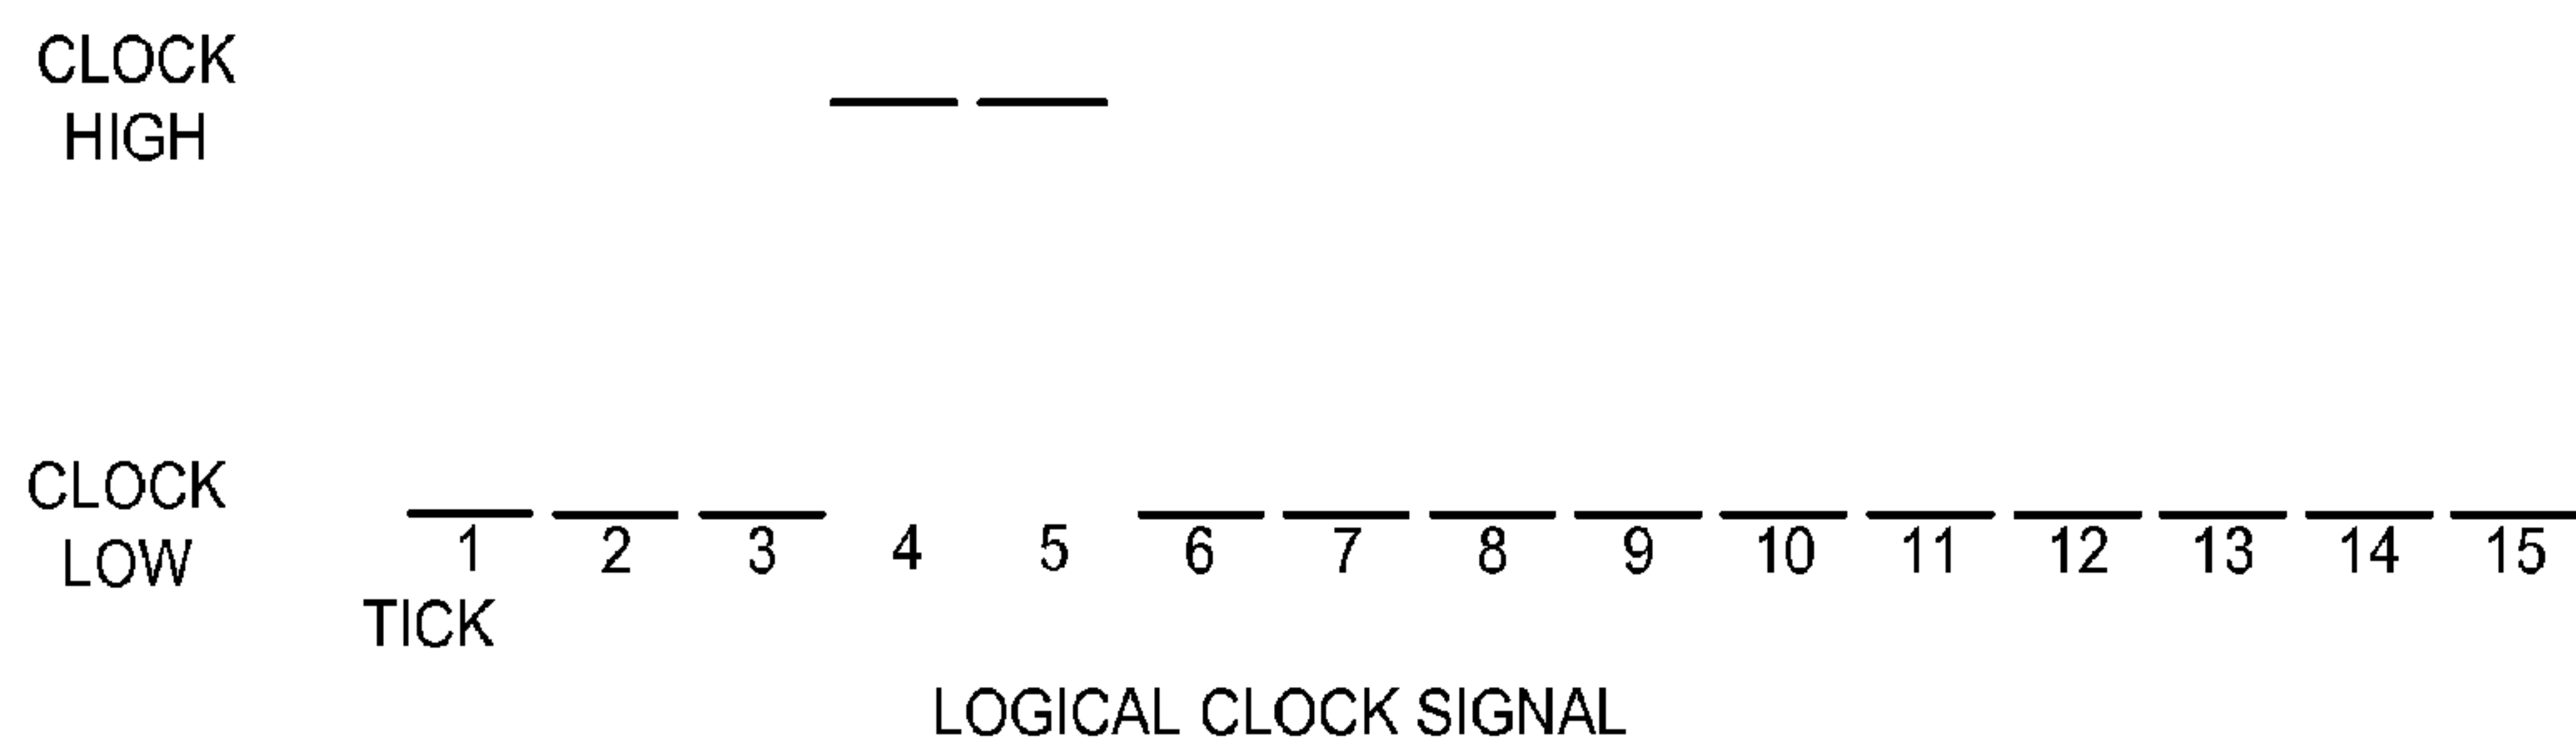 CLOCK
HIGH
CLOCK
LOW
1 2 3 4 5 6 7 8 9 10 11 12 13 14 15
TICK
LOGICAL CLOCK SIGNAL